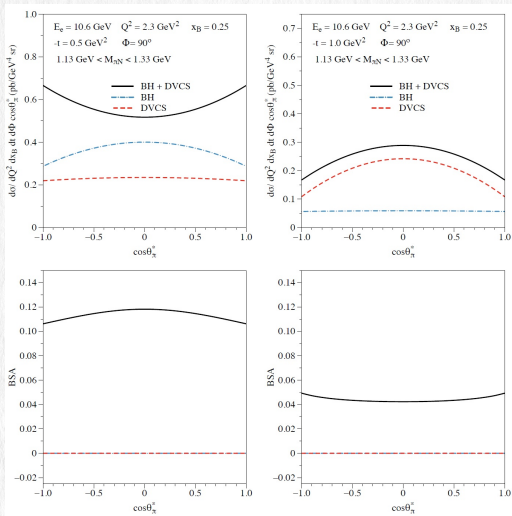 E_e = 10.6 GeV Q² = 2.3 GeV² x_B = 0.25
-t = 0.5 GeV² Φ= 90°
1.13 GeV < M_πN < 1.33 GeV
BH + DVCS
BH
DVCS
dσ/ dQ² dx_B dt dΦ cosθ*_π (pb/GeV⁴ sr)
1.0
0.8
0.6
0.4
0.2
0
−1.0 −0.5 0 0.5 1.0
cosθ*_π
E_e = 10.6 GeV Q² = 2.3 GeV² x_B = 0.25
-t = 1.0 GeV² Φ= 90°
1.13 GeV < M_πN < 1.33 GeV
BH + DVCS
BH
DVCS
dσ/ dQ² dx_B dt dΦ cosθ*_π (pb/GeV⁴ sr)
0.7
0.6
0.5
0.4
0.3
0.2
0.1
0
−1.0 −0.5 0 0.5 1.0
cosθ*_π
BSA
0.14
0.12
0.10
0.08
0.06
0.04
0.02
0
−0.02
−1.0 −0.5 0 0.5 1.0
cosθ*_π
BSA
0.14
0.12
0.10
0.08
0.06
0.04
0.02
0
−0.02
−1.0 −0.5 0 0.5 1.0
cosθ*_π